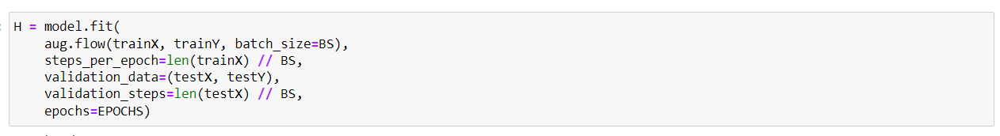 H = model.fit(
    aug.flow(trainX, trainY, batch_size=BS),
    steps_per_epoch=len(trainX) // BS,
    validation_data=(testX, testY),
    validation_steps=len(testX) // BS,
    epochs=EPOCHS)